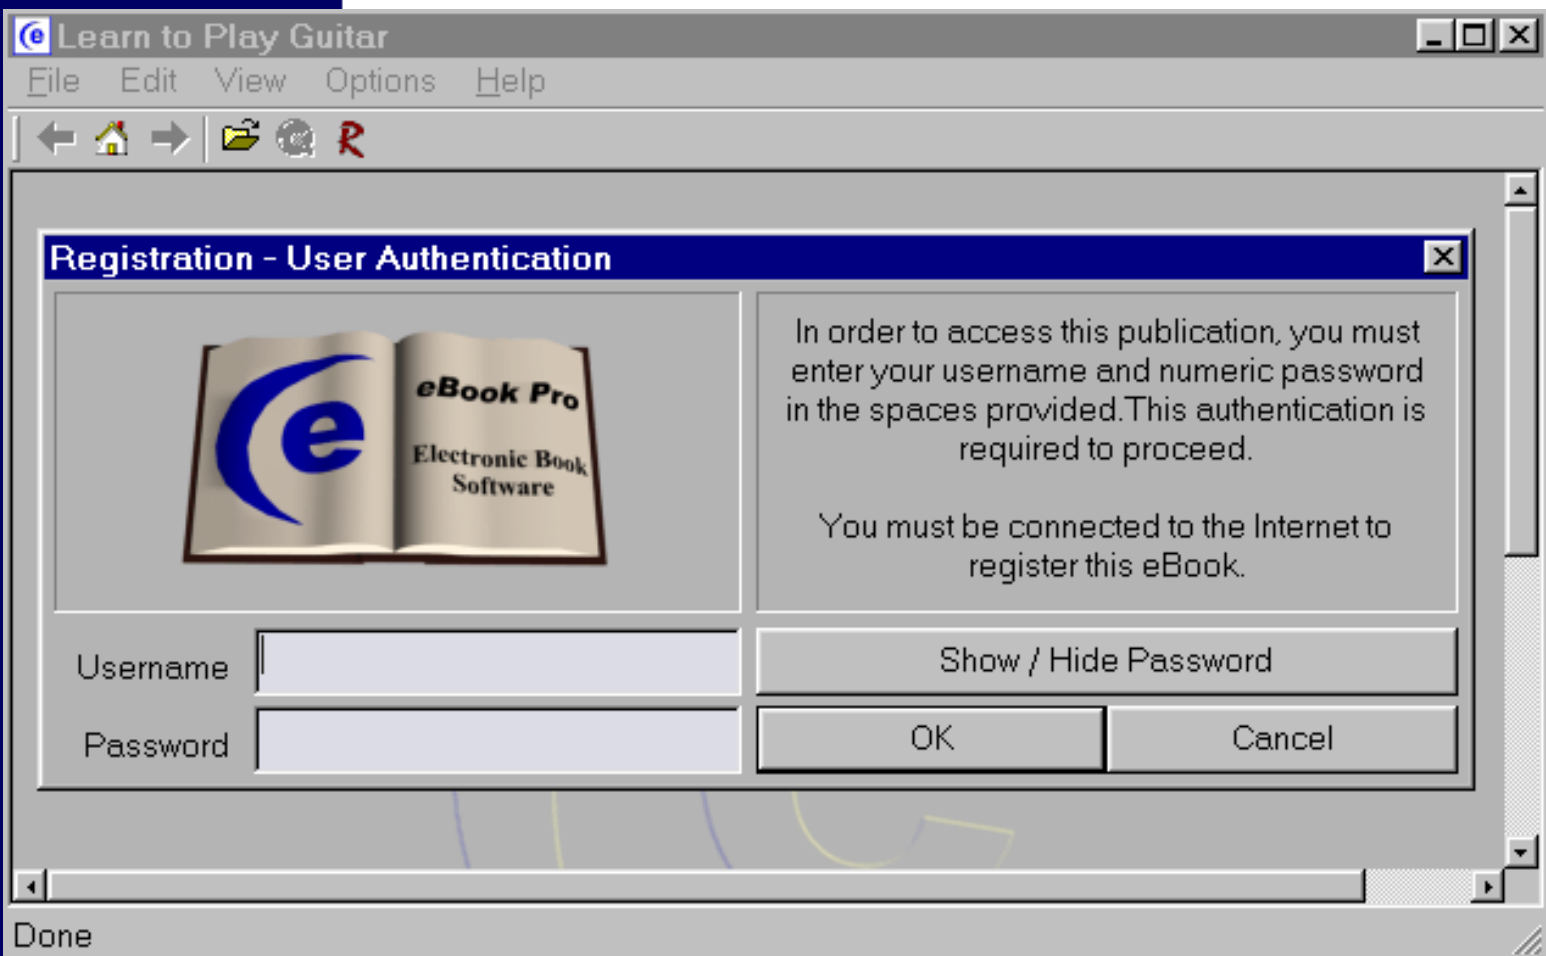 Learn to Play Guitar
File Edit View Options Help
R
Registration - User Authentication
e
eBook Pro
Electronic Book
Software
In order to access this publication, you must
enter your username and numeric password
in the spaces provided.This authentication is
required to proceed.
You must be connected to the Internet to
register this eBook.
Username
Show / Hide Password
Password
OK
Cancel
Done